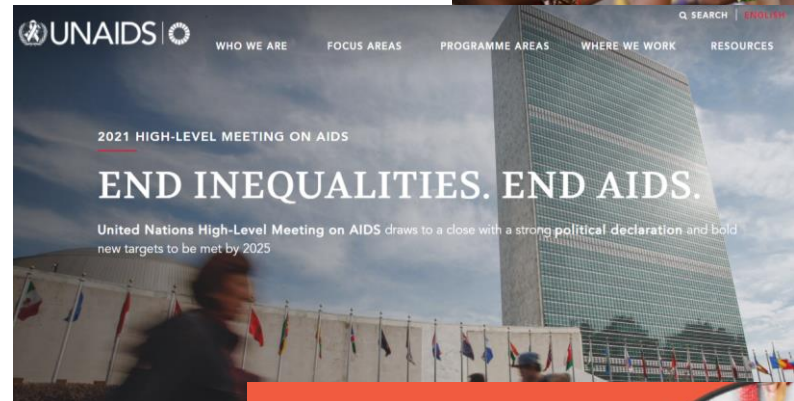 SEARCH | ENGLISH
UNAIDS
WHO WE ARE FOCUS AREAS PROGRAMME AREAS WHERE WE WORK RESOURCES
2021 HIGH-LEVEL MEETING ON AIDS
END INEQUALITIES. END AIDS.
United Nations High-Level Meeting on AIDS draws to a close with a strong political declaration and bold
new targets to be met by 2025